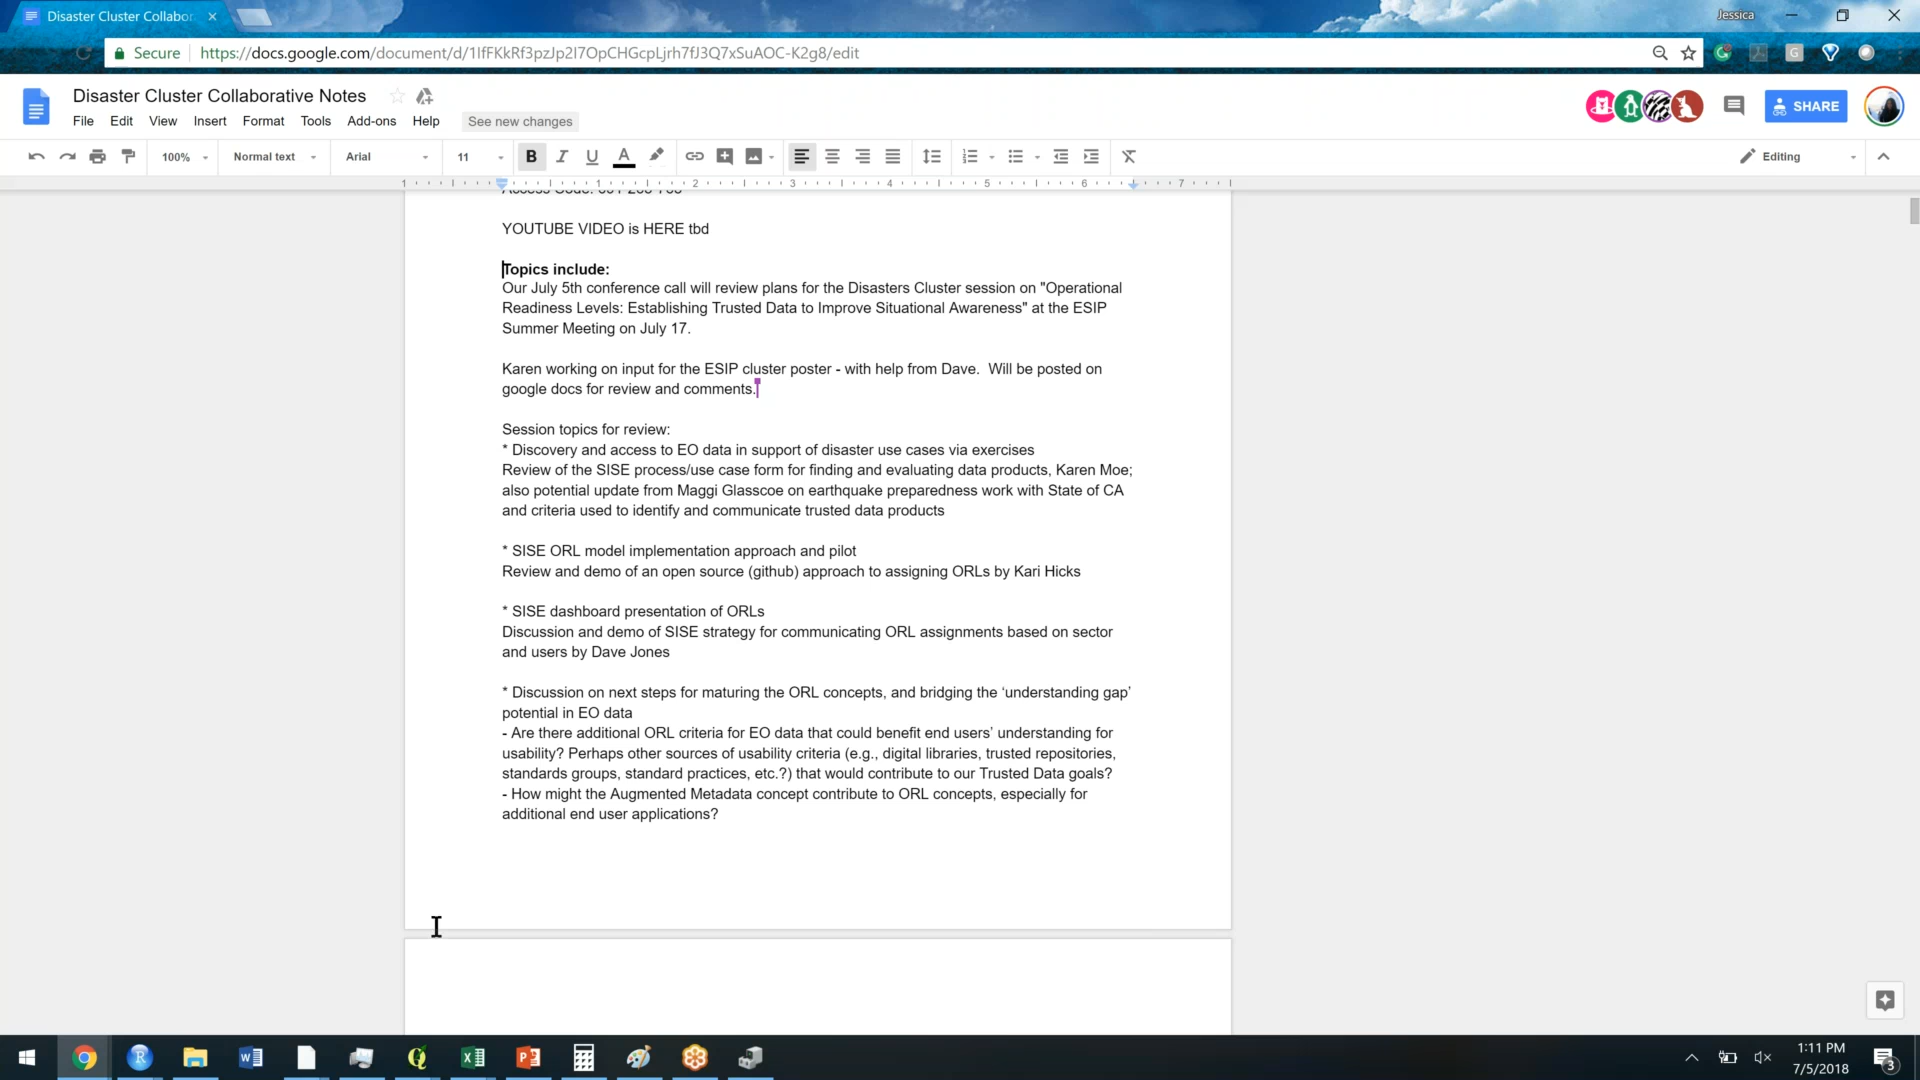 Disaster Cluster Collabor
Jessica
Secure
https://docs.google.com/document/d/1IfFKkRf3pzJp2I7OpCHGcpLjrh7fJ3Q7xSuAOC-K2g8/edit
Disaster Cluster Collaborative Notes
SHARE
File Edit View Insert Format Tools Add-ons Help See new changes
100% Normal text Arial 11 B I U A Editing
1 1 2 3 4 5 6 7
Access Code:
YOUTUBE VIDEO is HERE tbd
Topics include:
Our July 5th conference call will review plans for the Disasters Cluster session on "Operational
Readiness Levels: Establishing Trusted Data to Improve Situational Awareness" at the ESIP
Summer Meeting on July 17.
Karen working on input for the ESIP cluster poster - with help from Dave.  Will be posted on
google docs for review and comments.
Session topics for review:
* Discovery and access to EO data in support of disaster use cases via exercises
Review of the SISE process/use case form for finding and evaluating data products, Karen Moe;
also potential update from Maggi Glasscoe on earthquake preparedness work with State of CA
and criteria used to identify and communicate trusted data products
* SISE ORL model implementation approach and pilot
Review and demo of an open source (github) approach to assigning ORLs by Kari Hicks
* SISE dashboard presentation of ORLs
Discussion and demo of SISE strategy for communicating ORL assignments based on sector
and users by Dave Jones
* Discussion on next steps for maturing the ORL concepts, and bridging the ‘understanding gap’
potential in EO data
- Are there additional ORL criteria for EO data that could benefit end users’ understanding for
usability? Perhaps other sources of usability criteria (e.g., digital libraries, trusted repositories,
standards groups, standard practices, etc.?) that would contribute to our Trusted Data goals?
- How might the Augmented Metadata concept contribute to ORL concepts, especially for
additional end user applications?
1:11 PM
7/5/2018
3